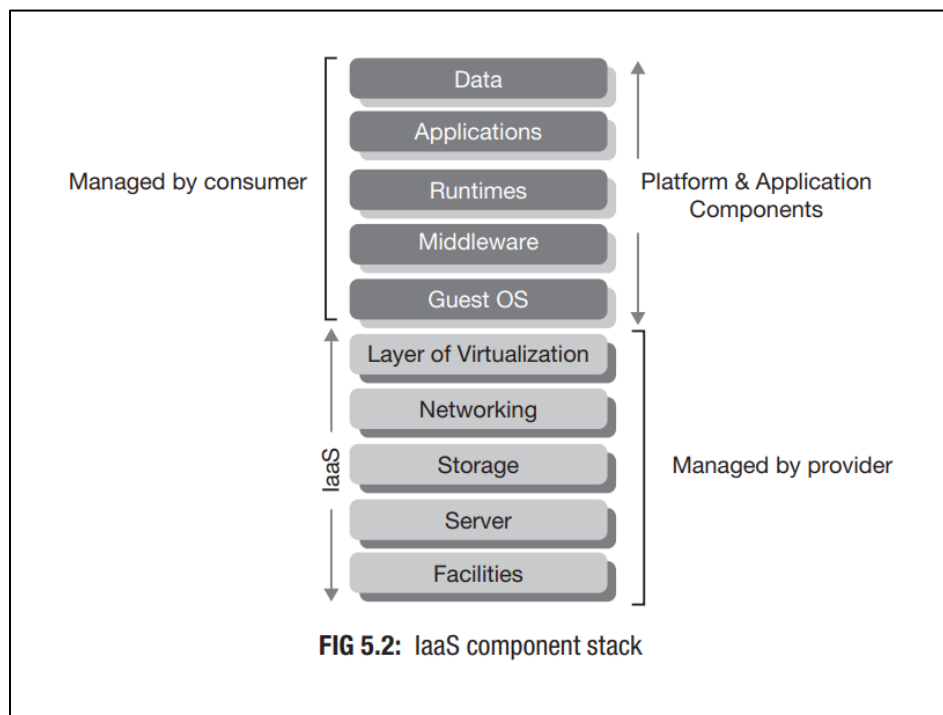 Data
Applications
Managed by consumer
Runtimes
Platform & Application
Components
Middleware
Guest OS
Layer of Virtualization
Networking
IaaS
Storage
Managed by provider
Server
Facilities
FIG 5.2: IaaS component stack